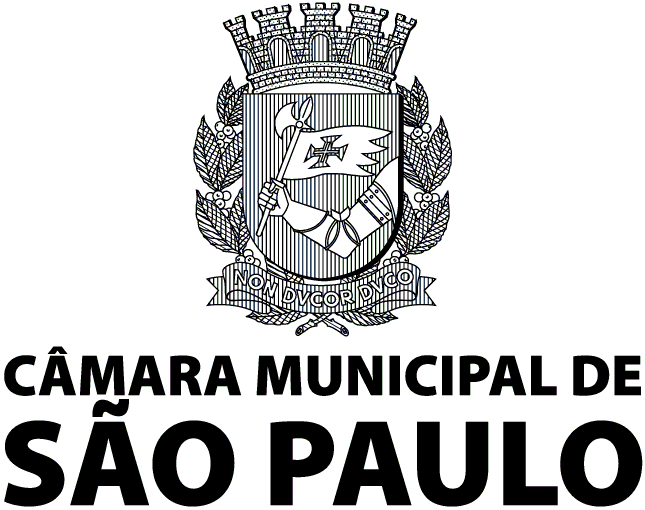 NON DVCOR DVCO
CÂMARA MUNICIPAL DE
SÃO PAULO